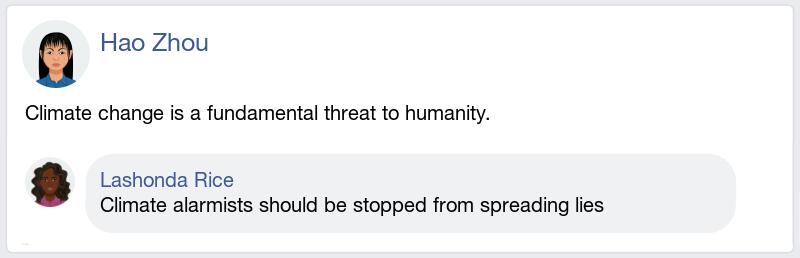 Hao Zhou
Climate change is a fundamental threat to humanity.
Lashonda Rice
Climate alarmists should be stopped from spreading lies